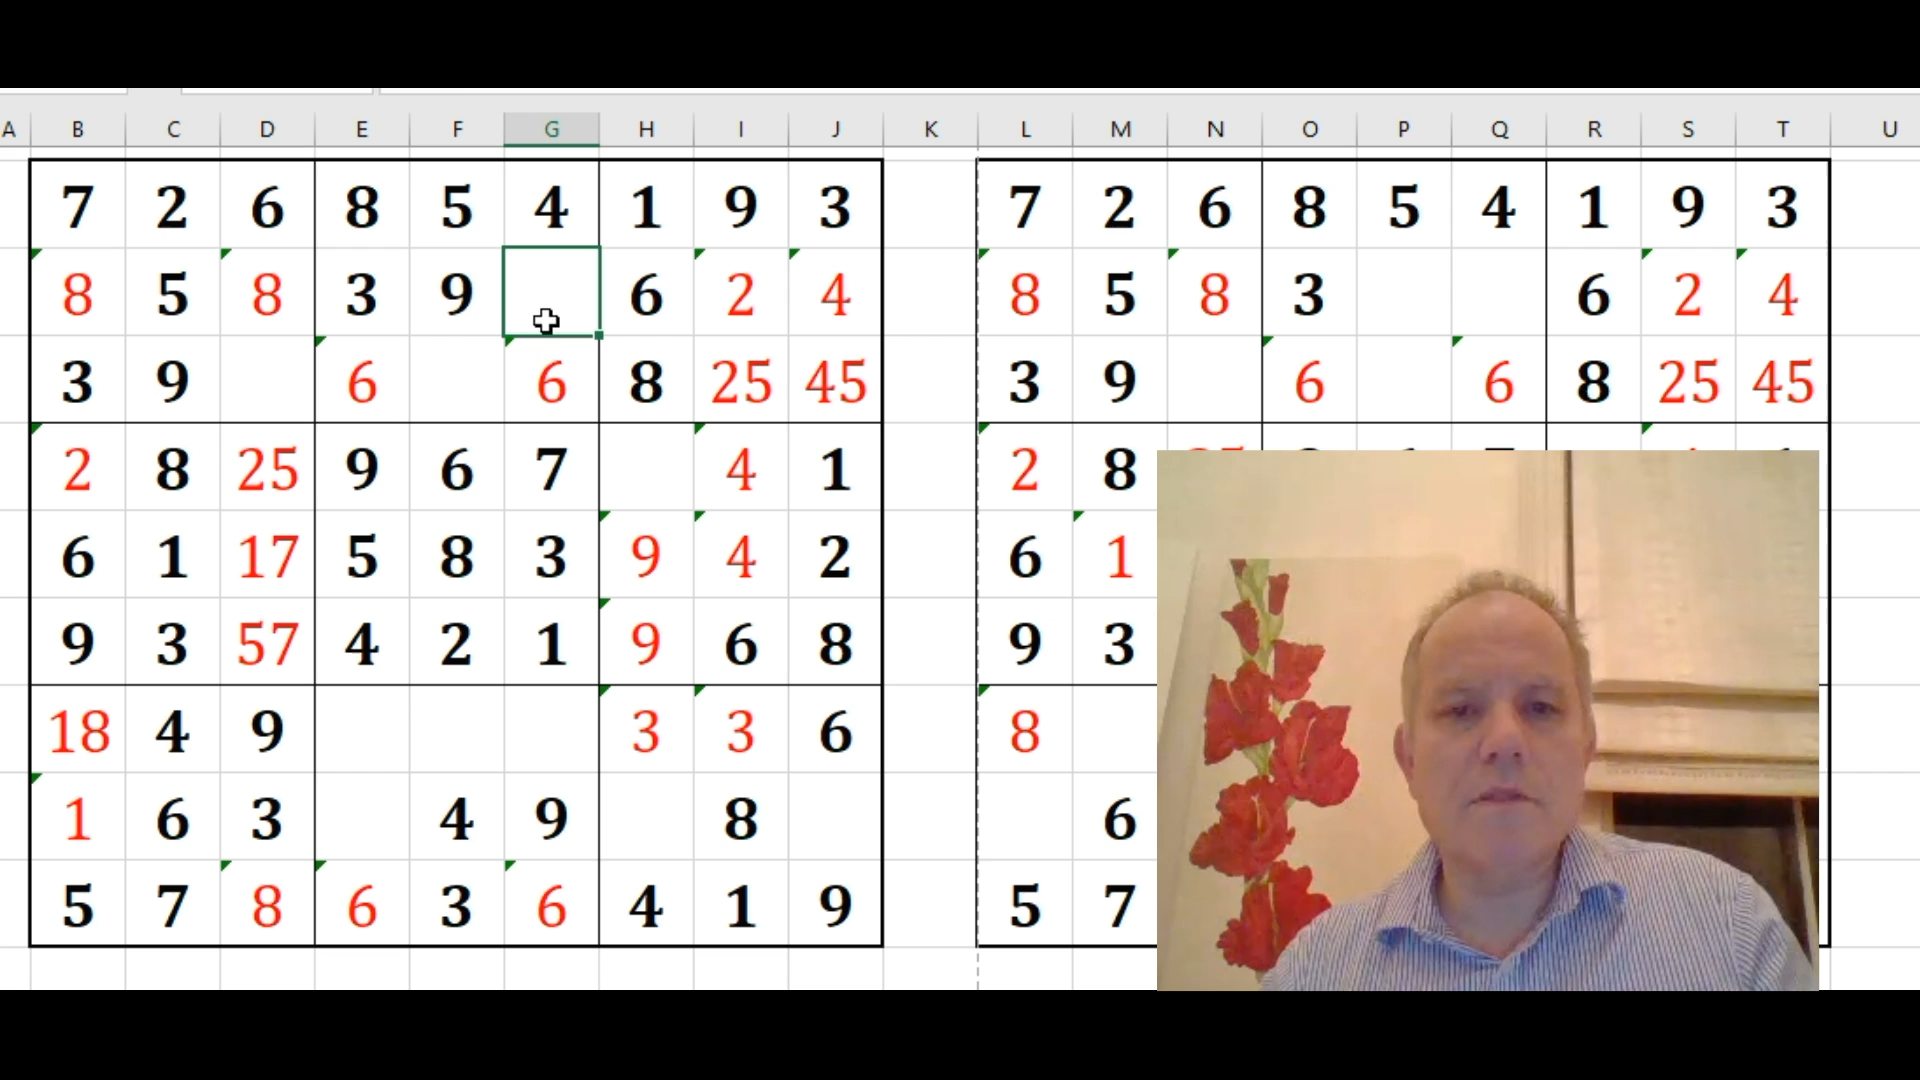 A B C D E F G H I J K L M N O P Q R S T U
7 2 6 8 5 4 1 9 3 7 2 6 8 5 4 1 9 3
8 5 8 3 9 6 2 4 8 5 8 3 6 2 4
3 9 6 6 8 25 45 3 9 6 6 8 25 45
2 8 25 9 6 7 4 1 2 8
6 1 17 5 8 3 9 4 2 6 1
9 3 57 4 2 1 9 6 8 9 3
18 4 9 3 3 6 8
1 6 3 4 9 8 6
5 7 8 6 3 6 4 1 9 5 7